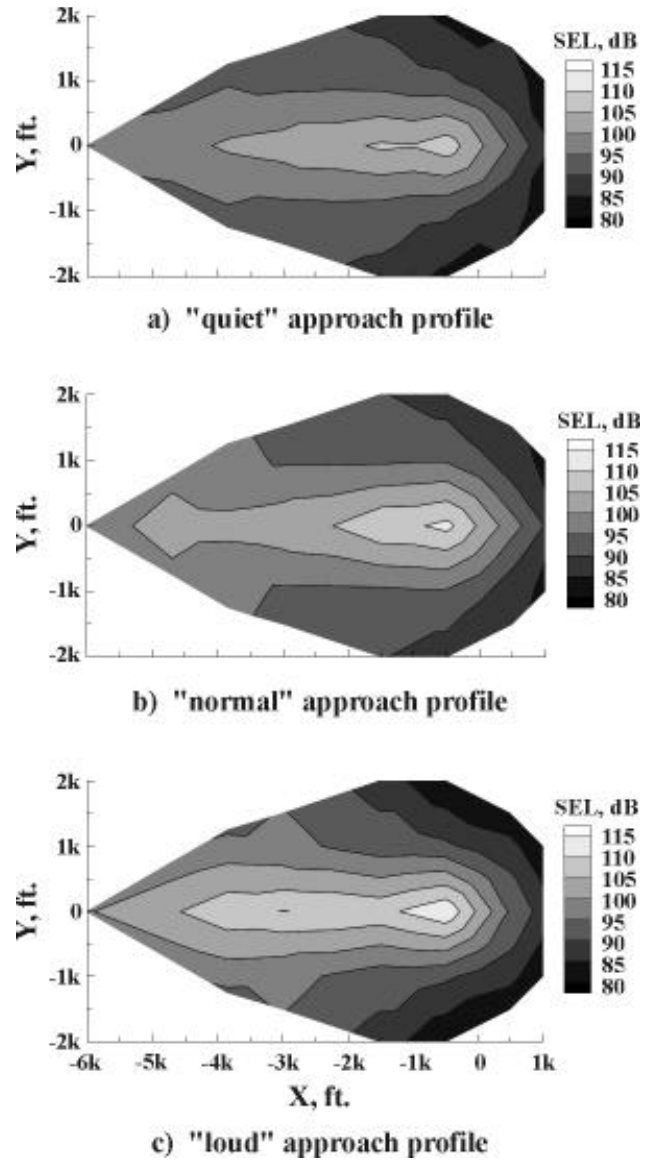 2k
1k
0
-1k
-2k
Y, ft.
SEL, dB
115
110
105
100
95
90
85
80
a) "quiet" approach profile
2k
1k
0
-1k
-2k
Y, ft.
SEL, dB
115
110
105
100
95
90
85
80
b) "normal" approach profile
2k
1k
0
-1k
-2k
Y, ft.
SEL, dB
115
110
105
100
95
90
85
80
-6k -5k -4k -3k -2k -1k 0 1k
X, ft.
c) "loud" approach profile